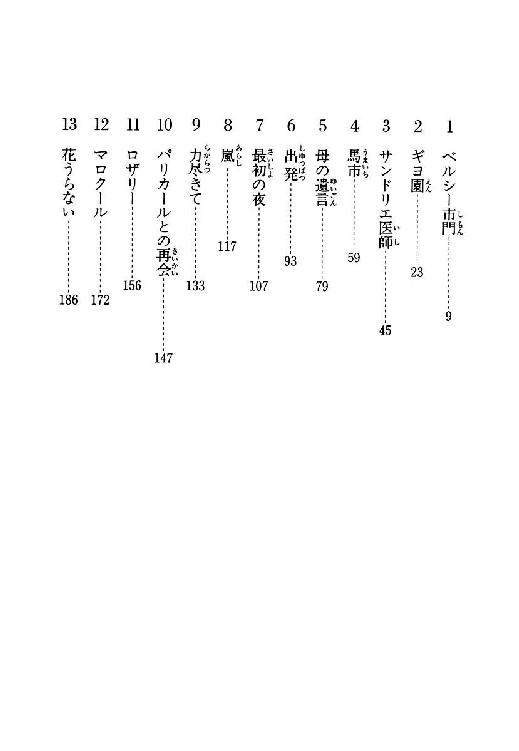 1 ベルシー市門 9
2 ギヨ園 23
3 サンドリエ医師 45
4 馬市 59
5 母の遺言 79
6 出発 93
7 最初の夜 107
8 嵐 117
9 力尽きて 133
10 パリカールとの再会 147
11 ロザリー 156
12 マロクール 172
13 花うらない 186